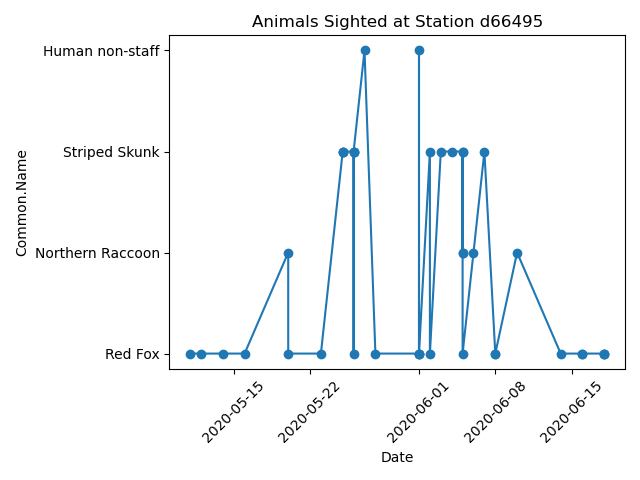 Animals Sighted at Station d66495
Human non-staff
Striped Skunk
Northern Raccoon
Red Fox
Common.Name
2020-05-15
2020-05-22
2020-06-01
2020-06-08
2020-06-15
Date